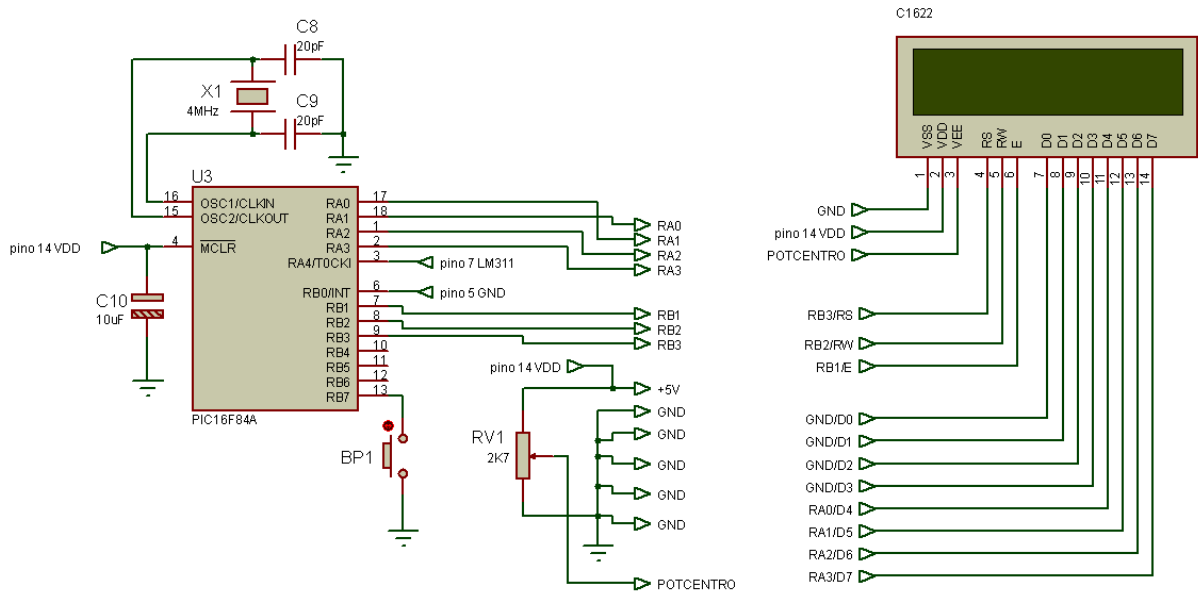 C8
20pF
X1
4MHz
C9
20pF
U3
16 OSC1/CLKIN
15 OSC2/CLKOUT
4 MCLR
RA0 17
RA1 18
RA2 1
RA3 2
RA4/T0CKI 3
RB0/INT 6
RB1 7
RB2 8
RB3 9
RB4 10
RB5 11
RB6 12
RB7 13
PIC16F84A
pino 14 VDD
C10
10uF
RA0
RA1
RA2
RA3
pino 7 LM311
pino 5 GND
RB1
RB2
RB3
pino 14 VDD
+5V
GND
GND
GND
GND
GND
RV1
2K7
BP1
POTCENTRO
C1622
VSS
VDD
VEE
RS
RW
E
D0
D1
D2
D3
D4
D5
D6
D7
1
2
3
4
5
6
7
8
9
10
11
12
13
14
GND
pino 14 VDD
POTCENTRO
RB3/RS
RB2/RW
RB1/E
GND/D0
GND/D1
GND/D2
GND/D3
RA0/D4
RA1/D5
RA2/D6
RA3/D7